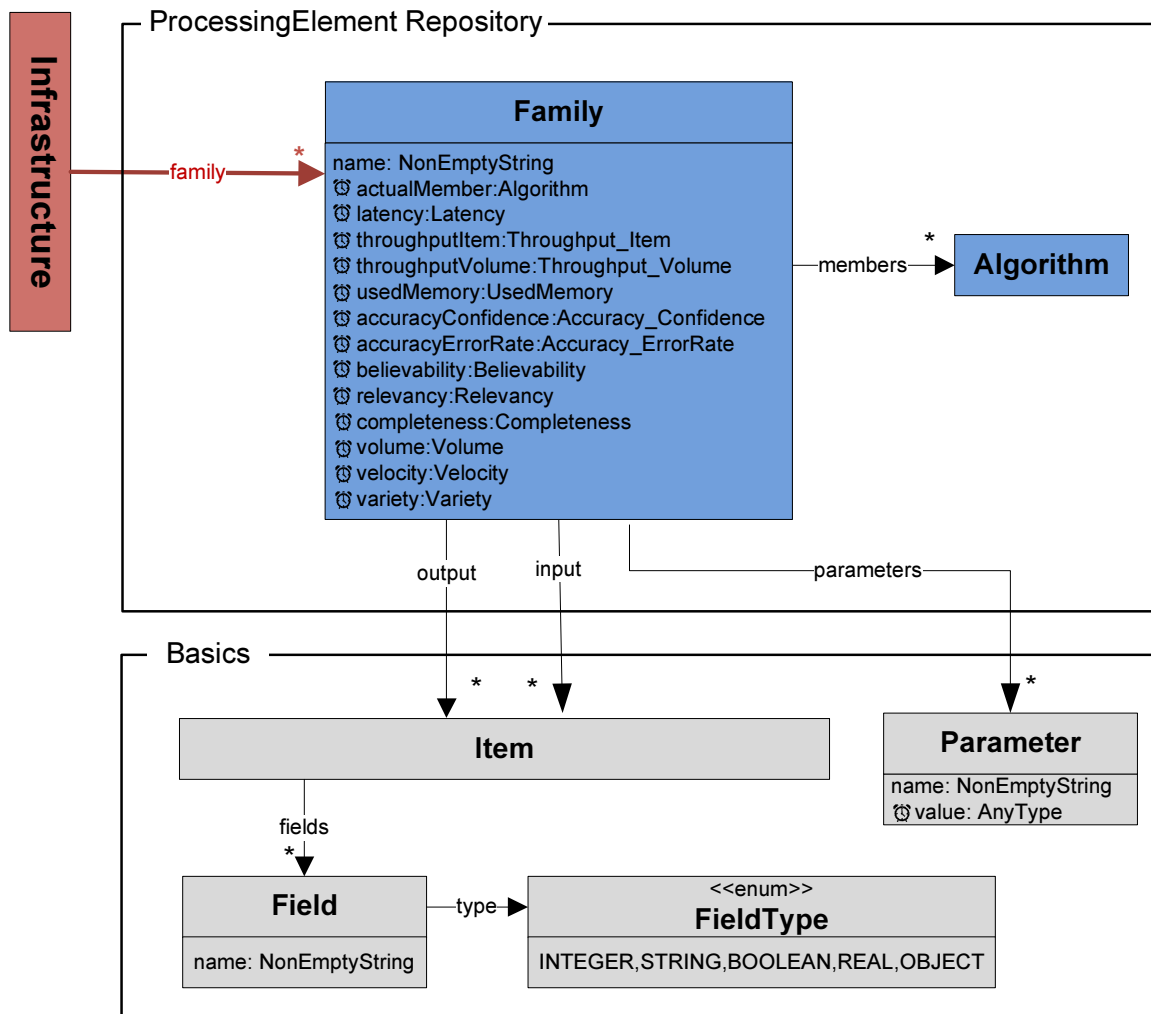 ProcessingElement Repository
Infrastructure
Family
name: NonEmptyString
actualMember:Algorithm
latency:Latency
throughputItem:Throughput_Item
throughputVolume:Throughput_Volume
usedMemory:UsedMemory
accuracyConfidence:Accuracy_Confidence
accuracyErrorRate:Accuracy_ErrorRate
believability:Believability
relevancy:Relevancy
completeness:Completeness
volume:Volume
velocity:Velocity
variety:Variety
family
*
members
*
Algorithm
output
input
parameters
Basics
*
*
*
Item
Parameter
name: NonEmptyString
value: AnyType
fields
*
Field
name: NonEmptyString
type
<<enum>>
FieldType
INTEGER,STRING,BOOLEAN,REAL,OBJECT